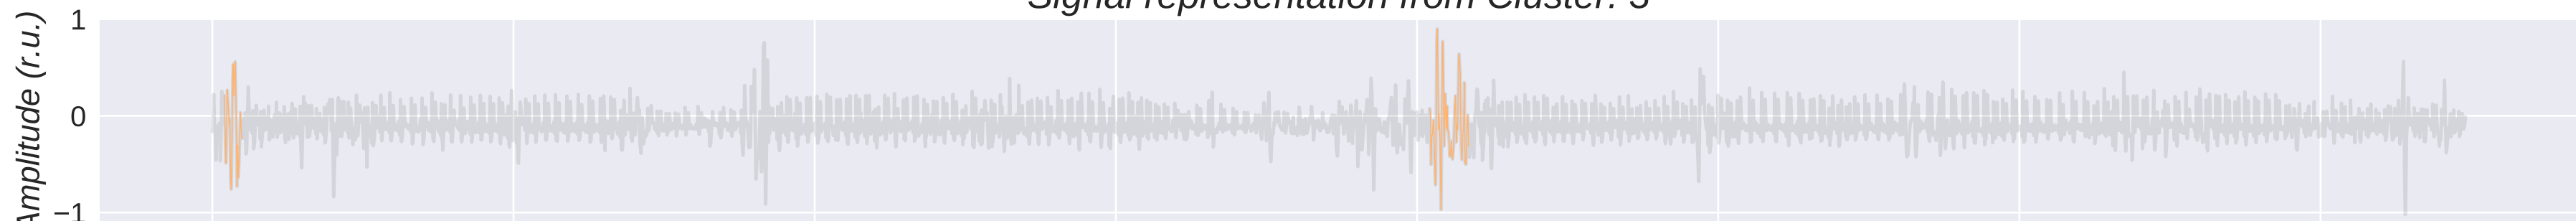 Signal representation from Cluster: 3
Amplitude (r.u.)
1
0
−1